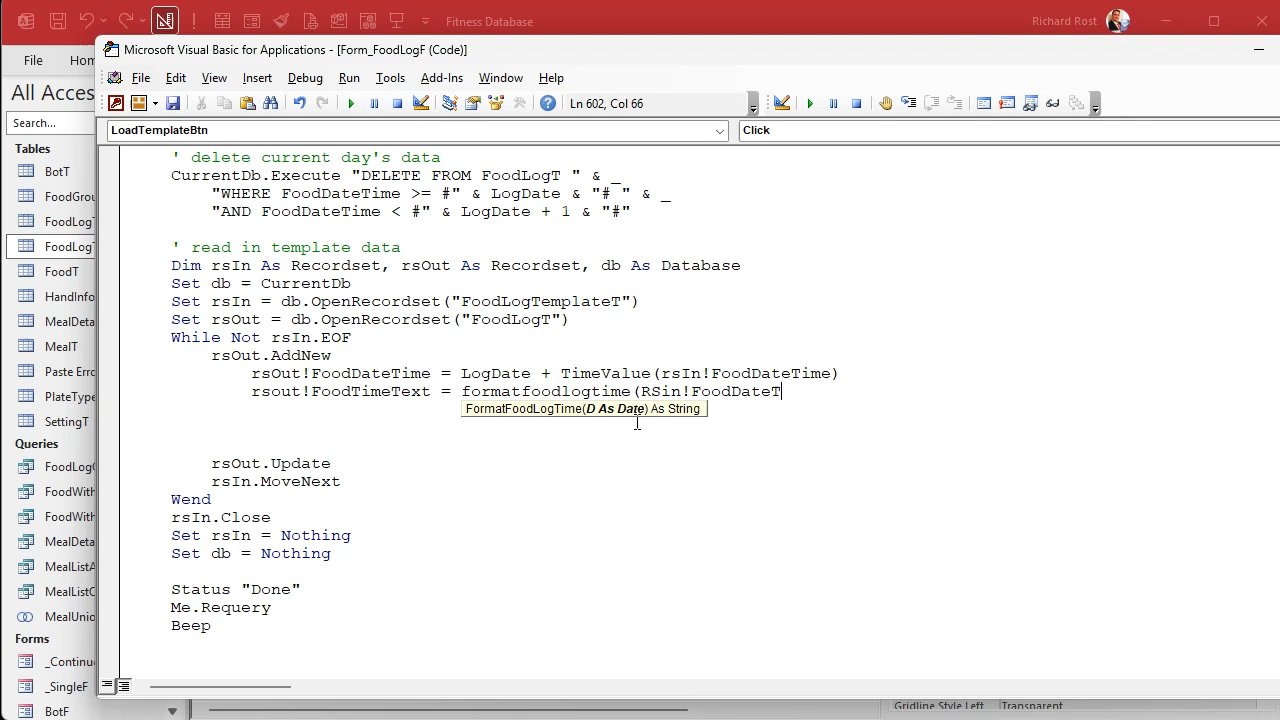 Fitness Database
Richard Rost
Microsoft Visual Basic for Applications - [Form_FoodLogF (Code)]
File Hom
File Edit View Insert Debug Run Tools Add-Ins Window Help
All Acces
Ln 602, Col 66
Search...
LoadTemplateBtn
Click
Tables
BotT
FoodGrou
FoodLogT
FoodLogT
FoodT
HandInfo
MealDeta
MealT
Paste Erro
PlateType
SettingT
Queries
FoodLogC
FoodWith
FoodWith
MealDeta
MealListA
MealListC
MealUnio
Forms
_Continuo
_SingleF
BotF
' delete current day's data
CurrentDb.Execute "DELETE FROM FoodLogT " & _
"WHERE FoodDateTime >= #" & LogDate & "# " & _
"AND FoodDateTime < #" & LogDate + 1 & "#"
' read in template data
Dim rsIn As Recordset, rsOut As Recordset, db As Database
Set db = CurrentDb
Set rsIn = db.OpenRecordset("FoodLogTemplateT")
Set rsOut = db.OpenRecordset("FoodLogT")
While Not rsIn.EOF
rsOut.AddNew
rsOut!FoodDateTime = LogDate + TimeValue(rsIn!FoodDateTime)
rsout!FoodTimeText = formatfoodlogtime(RSin!FoodDateT
FormatFoodLogTime(D As Date) As String
rsOut.Update
rsIn.MoveNext
Wend
rsIn.Close
Set rsIn = Nothing
Set db = Nothing
Status "Done"
Me.Requery
Beep
Gridline Style Left Transparent